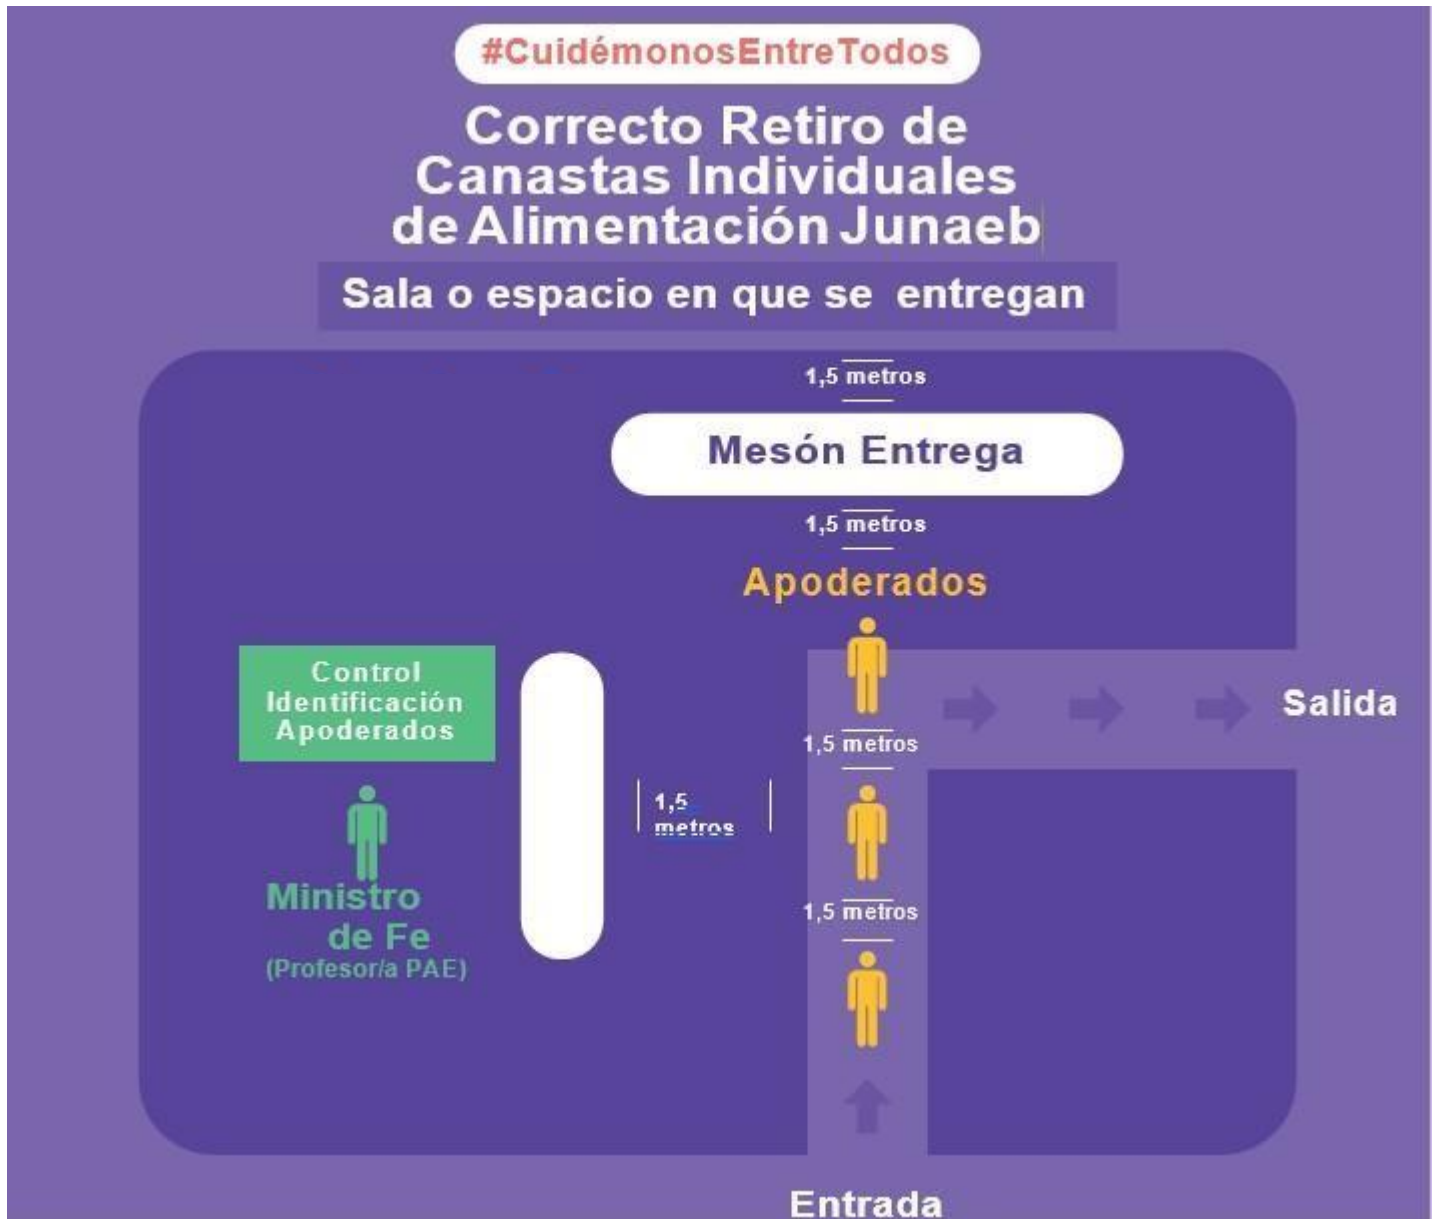 #CuidémonosEntreTodos
Correcto Retiro de
Canastas Individuales
de Alimentación Junaeb
Sala o espacio en que se entregan
1,5 metros
Mesón Entrega
1,5 metros
Apoderados
Control
Identificación
Apoderados
Salida
1,5 metros
1,5
metros
Ministro
de Fe
(Profesor/a PAE)
1,5 metros
Entrada